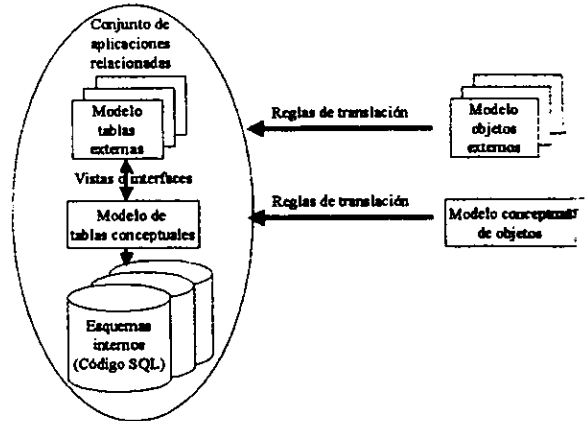 Conjunto de
aplicaciones
relacionadas
Modelo
tablas
externas
Reglas de translación
Modelo
objetos
externos
Vistas o interfaces
Modelo de
tablas conceptuales
Reglas de translación
Modelo conceptual
de objetos
Esquemas
internos
(Código SQL)